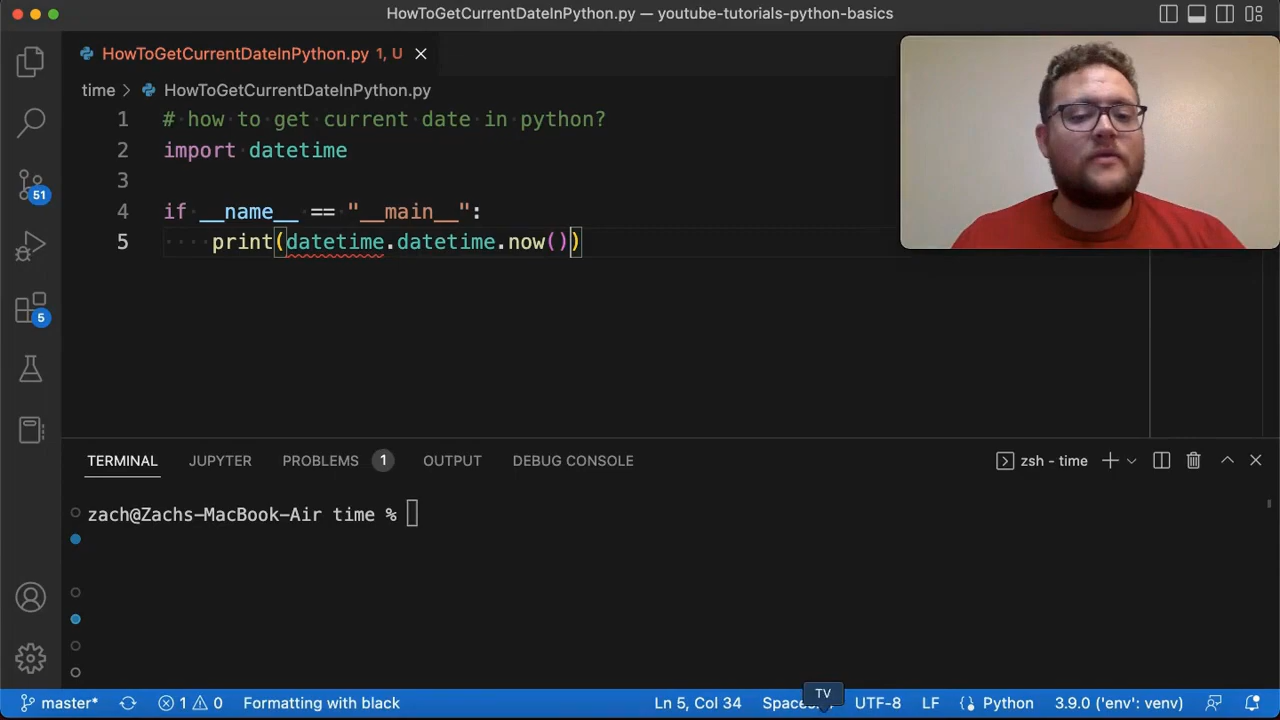 HowToGetCurrentDateInPython.py — youtube-tutorials-python-basics
HowToGetCurrentDateInPython.py 1, U
time > HowToGetCurrentDateInPython.py
1 # how to get current date in python?
2 import datetime
3
4 if __name__ == "__main__":
5 print(datetime.datetime.now())
51
5
TERMINAL JUPYTER PROBLEMS 1 OUTPUT DEBUG CONSOLE zsh - time
zach@Zachs-MacBook-Air time %
TV
master* 1 0 Formatting with black Ln 5, Col 34 UTF-8 LF Python 3.9.0 ('env': venv)